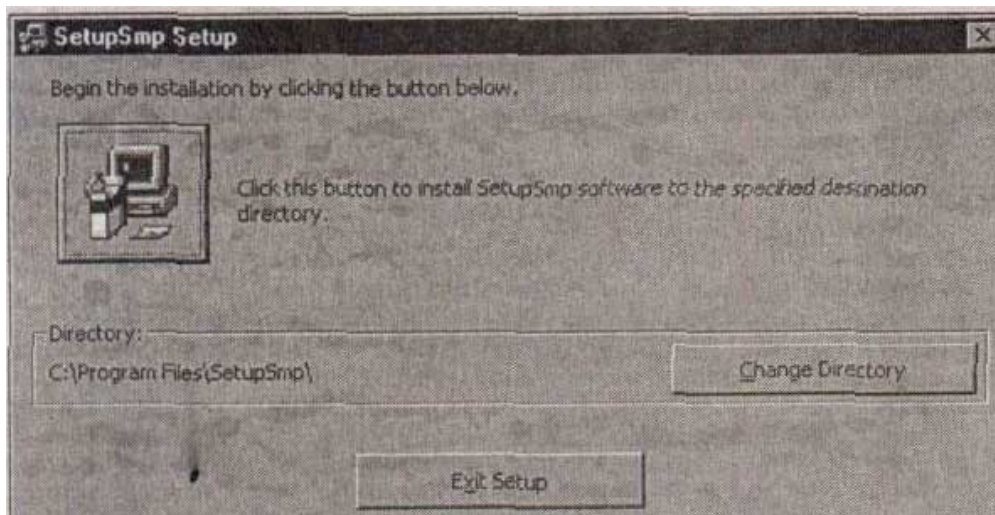 SetupSmp Setup
Begin the installation by clicking the button below.
Click this button to install SetupSmp software to the specified destination
directory.
Directory:
C:\Program Files\SetupSmp\
Change Directory
Exit Setup